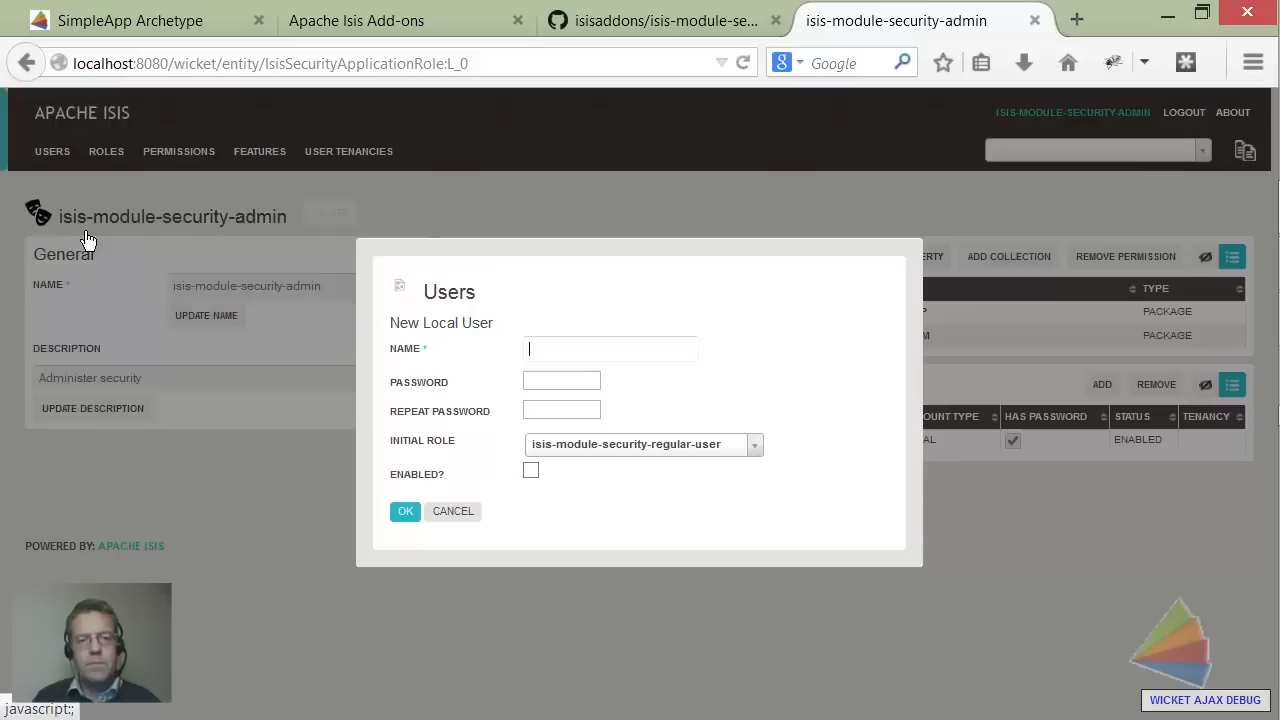 SimpleApp Archetype
Apache Isis Add-ons
isisaddons/isis-module-se...
isis-module-security-admin
localhost:8080/wicket/entity/IsisSecurityApplicationRole:L_0
Google
APACHE ISIS
ISIS-MODULE-SECURITY-ADMIN LOGOUT ABOUT
USERS ROLES PERMISSIONS FEATURES USER TENANCIES
isis-module-security-admin
General
NAME *
isis-module-security-admin
UPDATE NAME
DESCRIPTION
Administer security
UPDATE DESCRIPTION
Users
New Local User
NAME *
PASSWORD
REPEAT PASSWORD
INITIAL ROLE
isis-module-security-regular-user
ENABLED?
OK CANCEL
ERTY ADD COLLECTION REMOVE PERMISSION
TYPE
PACKAGE
PACKAGE
ADD REMOVE
OUNT TYPE HAS PASSWORD STATUS TENANCY
AL ENABLED
POWERED BY: APACHE ISIS
WICKET AJAX DEBUG
javascript:;